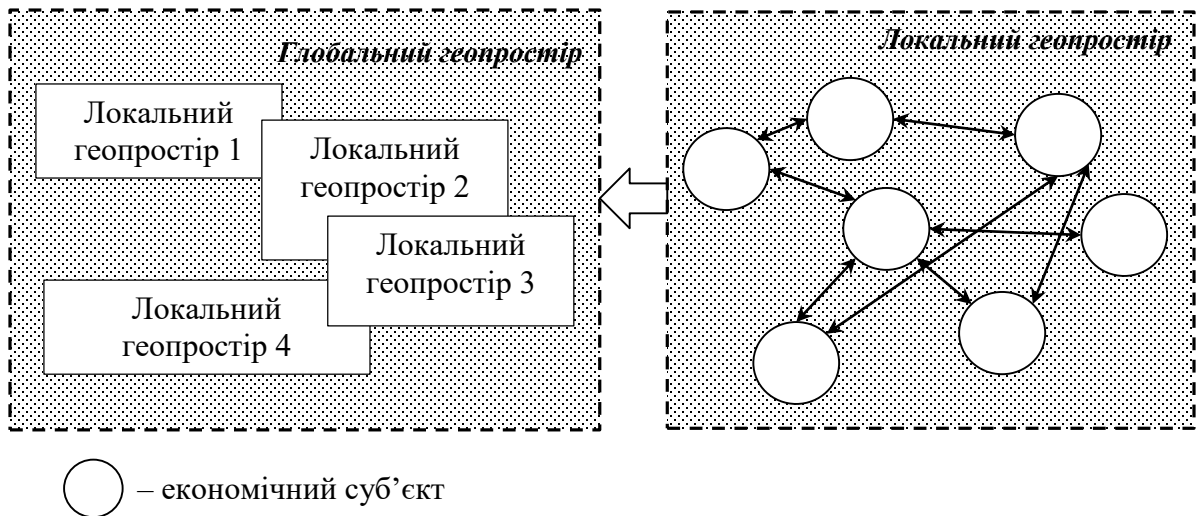 Глобальний геопростір
Локальний
геопростір 1
Локальний
геопростір 2
Локальний
геопростір 3
Локальний
геопростір 4
Локальний геопростір
– економічний суб’єкт